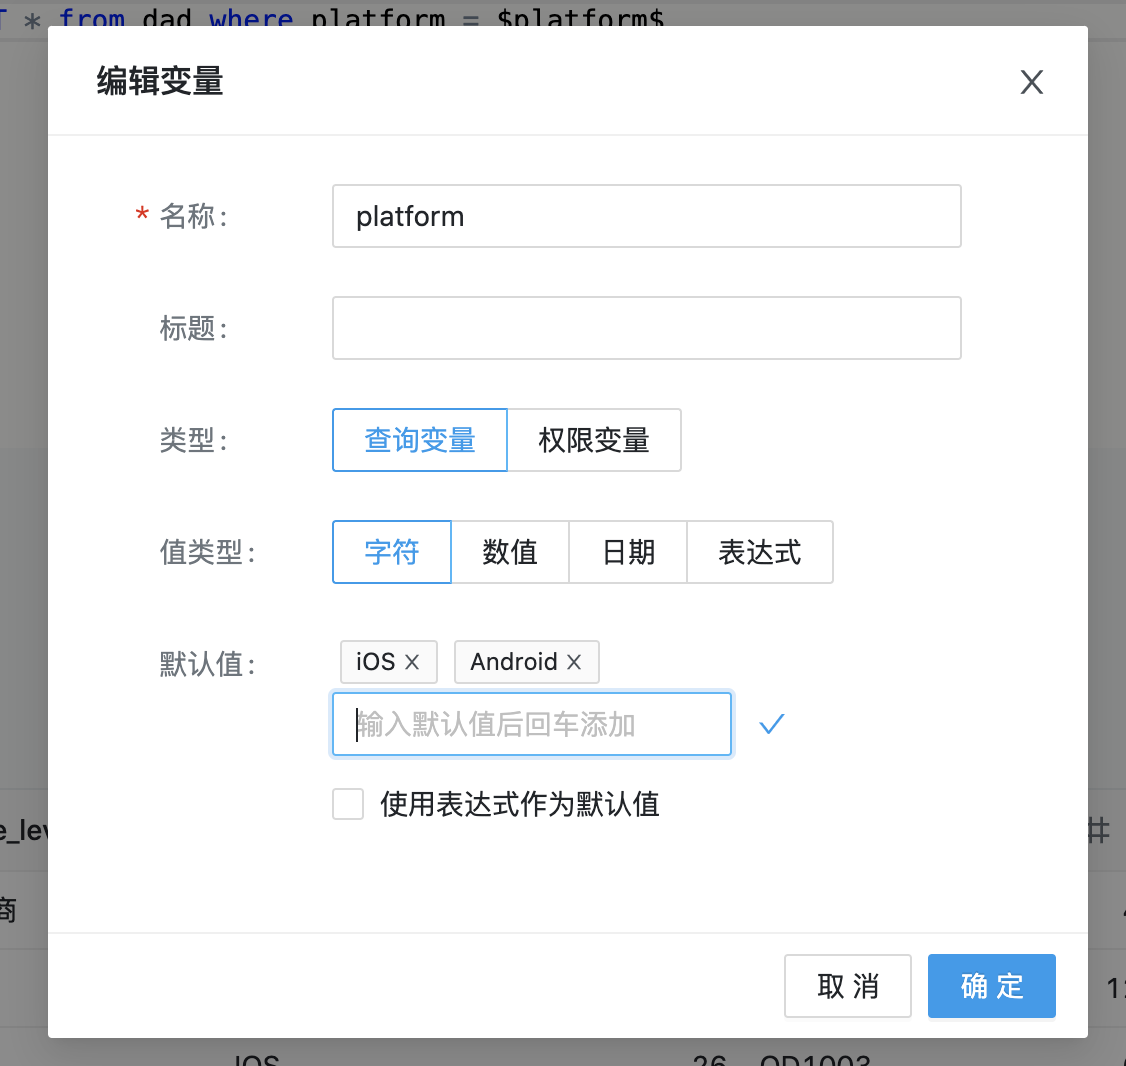 * from dad where platform = $platform$
编辑变量
* 名称:
platform
标题:
类型:
查询变量 权限变量
值类型:
字符 数值 日期 表达式
默认值:
iOS Android
输入默认值后回车添加
使用表达式作为默认值
e_lev
商
取 消 确 定
IOS 26 OD1003